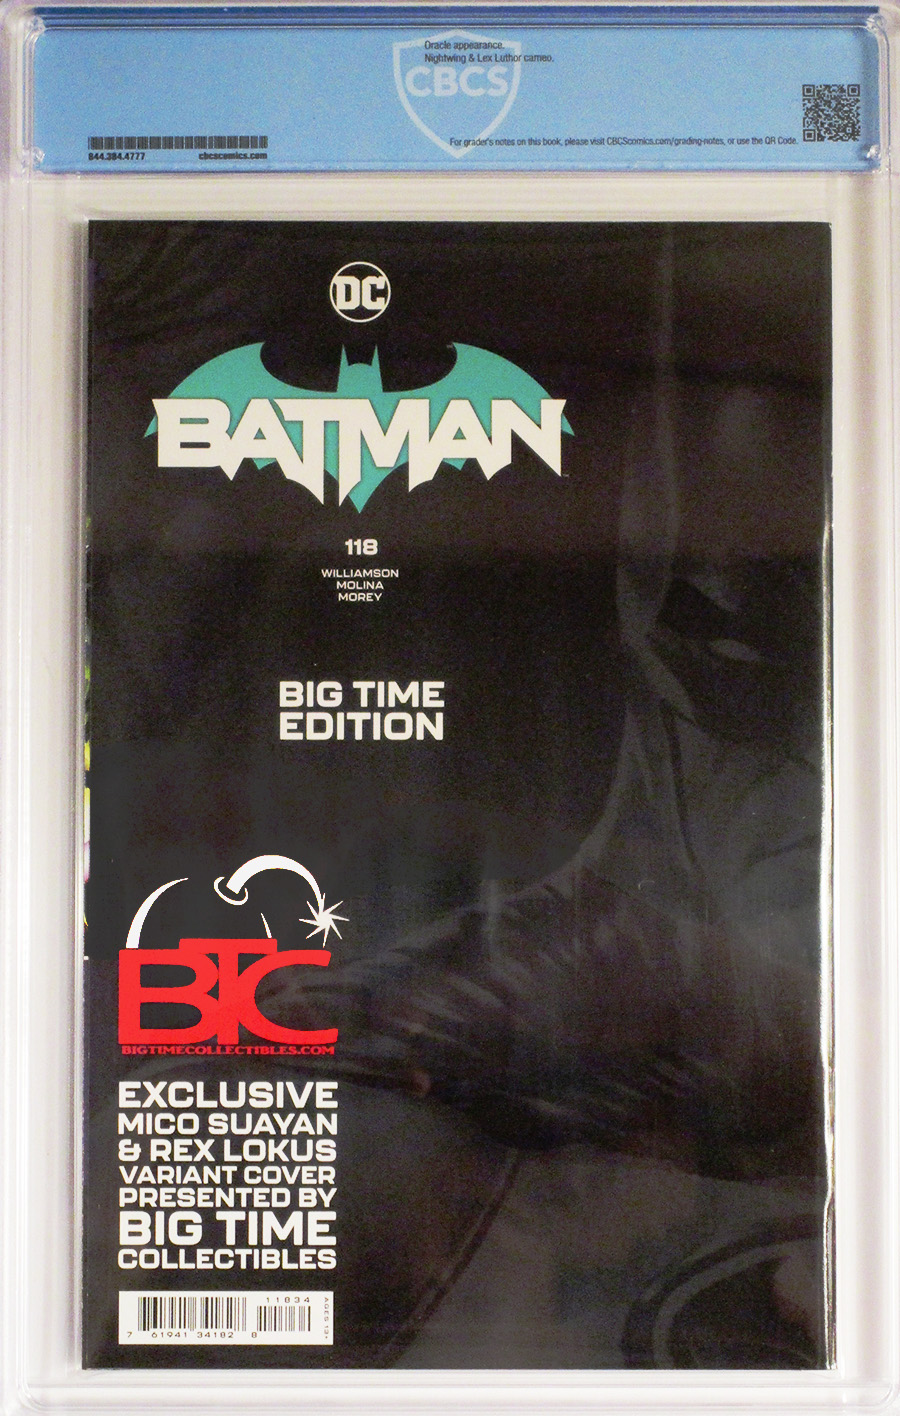 Oracle appearance.
Nightwing & Lex Luthor cameo.
CBCS
For grader's notes on this book, please visit CBCScomics.com/grading-notes, or use the QR Code.
844.384.4777 cbcscomics.com
DC
BATMAN
118
WILLIAMSON
MOLINA
MOREY
BIG TIME
EDITION
BTC
BIGTIMECOLLECTIBLES.COM
EXCLUSIVE
MICO SUAYAN
& REX LOKUS
VARIANT COVER
PRESENTED BY
BIG TIME
COLLECTIBLES
11834
7 61941 34182 8
AGES 13+